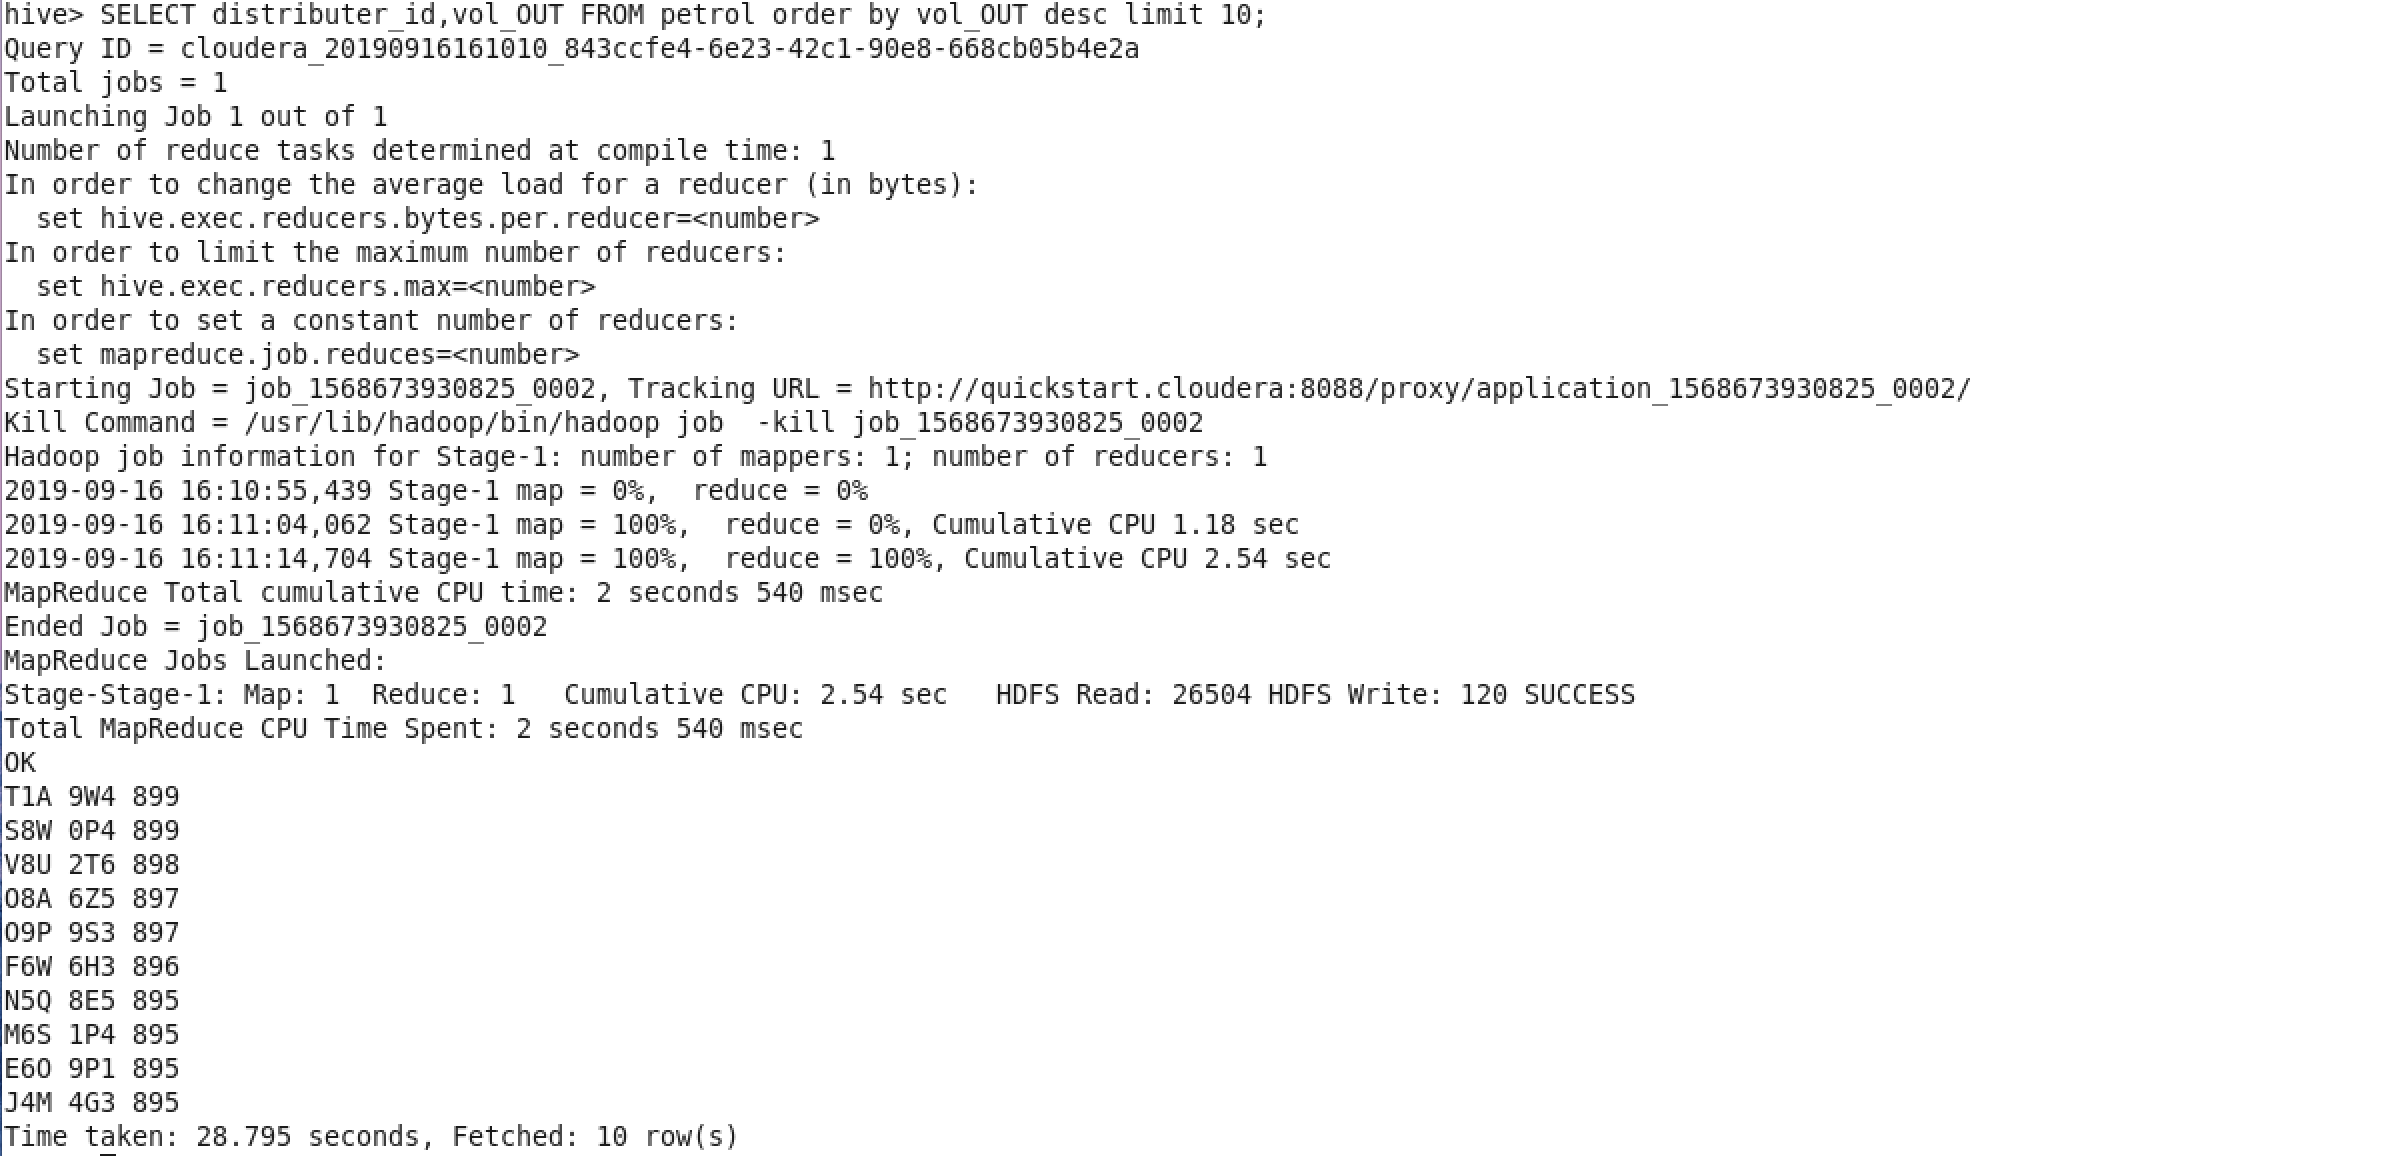 hive> SELECT distributer_id,vol_OUT FROM petrol order by vol_OUT desc limit 10;
Query ID = cloudera_20190916161010_843ccfe4-6e23-42c1-90e8-668cb05b4e2a
Total jobs = 1
Launching Job 1 out of 1
Number of reduce tasks determined at compile time: 1
In order to change the average load for a reducer (in bytes):
  set hive.exec.reducers.bytes.per.reducer=<number>
In order to limit the maximum number of reducers:
  set hive.exec.reducers.max=<number>
In order to set a constant number of reducers:
  set mapreduce.job.reduces=<number>
Starting Job = job_1568673930825_0002, Tracking URL = http://quickstart.cloudera:8088/proxy/application_1568673930825_0002/
Kill Command = /usr/lib/hadoop/bin/hadoop job  -kill job_1568673930825_0002
Hadoop job information for Stage-1: number of mappers: 1; number of reducers: 1
2019-09-16 16:10:55,439 Stage-1 map = 0%,  reduce = 0%
2019-09-16 16:11:04,062 Stage-1 map = 100%,  reduce = 0%, Cumulative CPU 1.18 sec
2019-09-16 16:11:14,704 Stage-1 map = 100%,  reduce = 100%, Cumulative CPU 2.54 sec
MapReduce Total cumulative CPU time: 2 seconds 540 msec
Ended Job = job_1568673930825_0002
MapReduce Jobs Launched:
Stage-Stage-1: Map: 1  Reduce: 1   Cumulative CPU: 2.54 sec   HDFS Read: 26504 HDFS Write: 120 SUCCESS
Total MapReduce CPU Time Spent: 2 seconds 540 msec
OK
T1A 9W4 899
S8W 0P4 899
V8U 2T6 898
O8A 6Z5 897
O9P 9S3 897
F6W 6H3 896
N5Q 8E5 895
M6S 1P4 895
E6O 9P1 895
J4M 4G3 895
Time taken: 28.795 seconds, Fetched: 10 row(s)